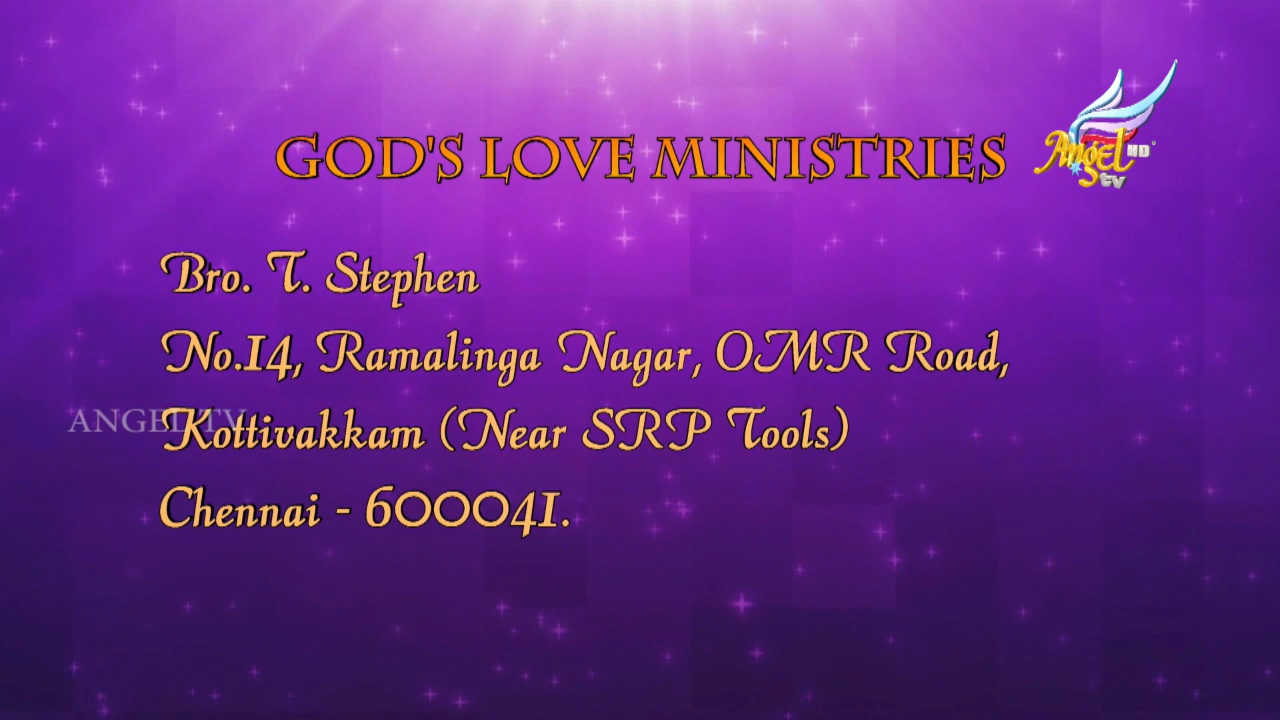 GOD'S LOVE MINISTRIES
Angel HD
tv
Bro. T. Stephen
No.14, Ramalinga Nagar, OMR Road,
ANGEL TV
Kottivakkam (Near SRP Tools)
Chennai - 600041.